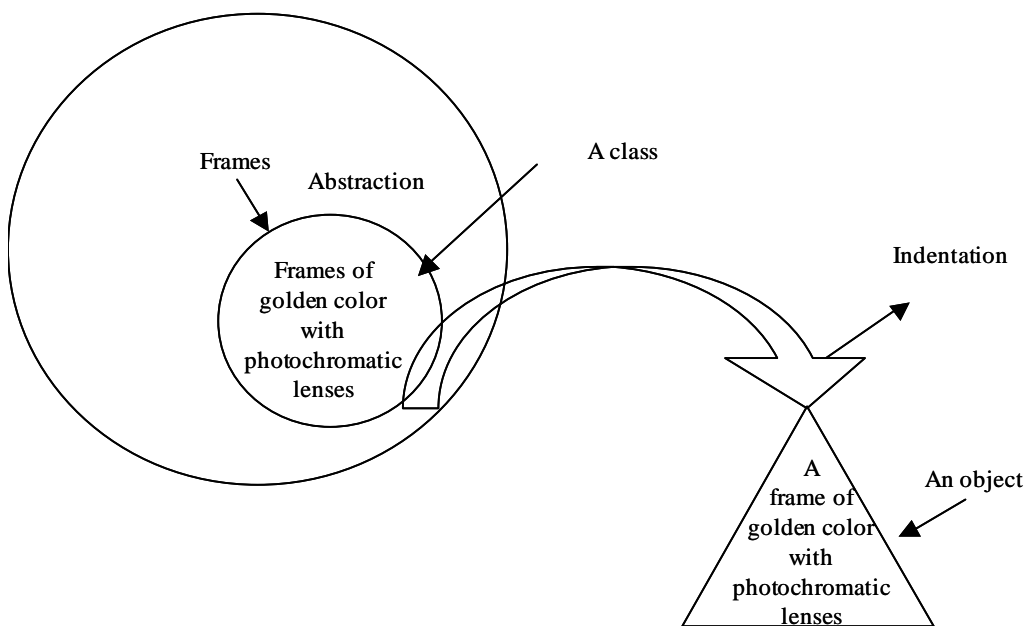 A class
Frames
Abstraction
Frames of
golden color
with
photochromatic
lenses
Indentation
An object
A
frame of
golden color
with
photochromatic
lenses